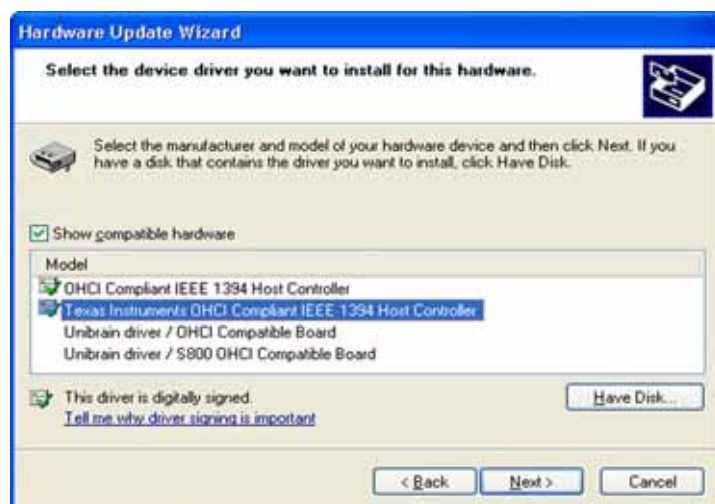 Hardware Update Wizard
Select the device driver you want to install for this hardware.
Select the manufacturer and model of your hardware device and then click Next. If you
have a disk that contains the driver you want to install, click Have Disk.
Show compatible hardware
Model
OHCI Compliant IEEE 1394 Host Controller
Texas Instruments OHCI Compliant IEEE 1394 Host Controller
Unibrain driver / OHCI Compatible Board
Unibrain driver / S800 OHCI Compatible Board
This driver is digitally signed.
Tell me why driver signing is important
Have Disk...
< Back
Next >
Cancel